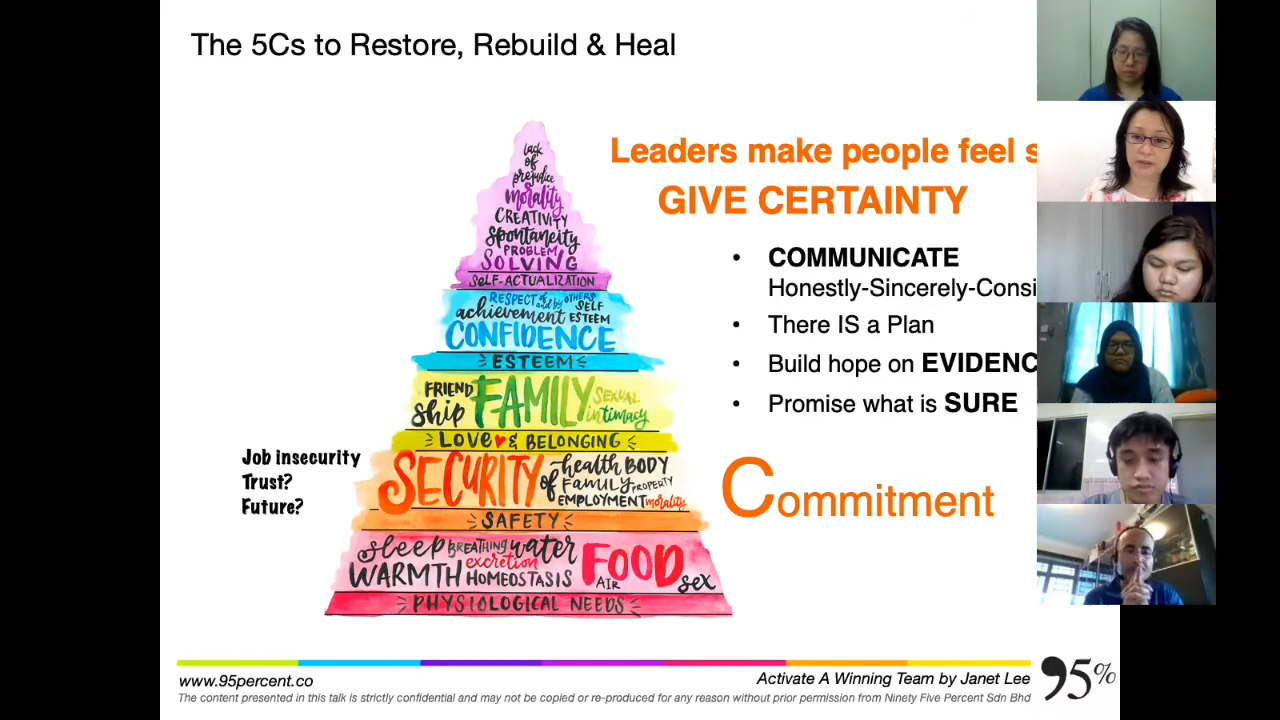 The 5Cs to Restore, Rebuild & Heal
Leaders make people feel s
GIVE CERTAINTY
• COMMUNICATE
Honestly-Sincerely-Consi
• There IS a Plan
• Build hope on EVIDENC
• Promise what is SURE
Commitment
lack
of
prejudice
morality
CREATIVITY
spontaneity
PROBLEM
SOLVING
SELF-ACTUALIZATION
RESPECT of and by OTHERS
SELF
achievement ESTEEM
CONFIDENCE
ESTEEM
FRIEND
ship
FAMILY
SEXUAL
intimacy
LOVE & BELONGING
Job insecurity
Trust?
Future?
SECURITY
of
health BODY
FAMILY PROPERTY
EMPLOYMENT morality
SAFETY
sleep BREATHING water
excretion
WARMTH HOMEOSTASIS
FOOD
AIR
sex
PHYSIOLOGICAL NEEDS
www.95percent.co
Activate A Winning Team by Janet Lee
The content presented in this talk is strictly confidential and may not be copied or re-produced for any reason without prior permission from Ninety Five Percent Sdn Bhd
95%